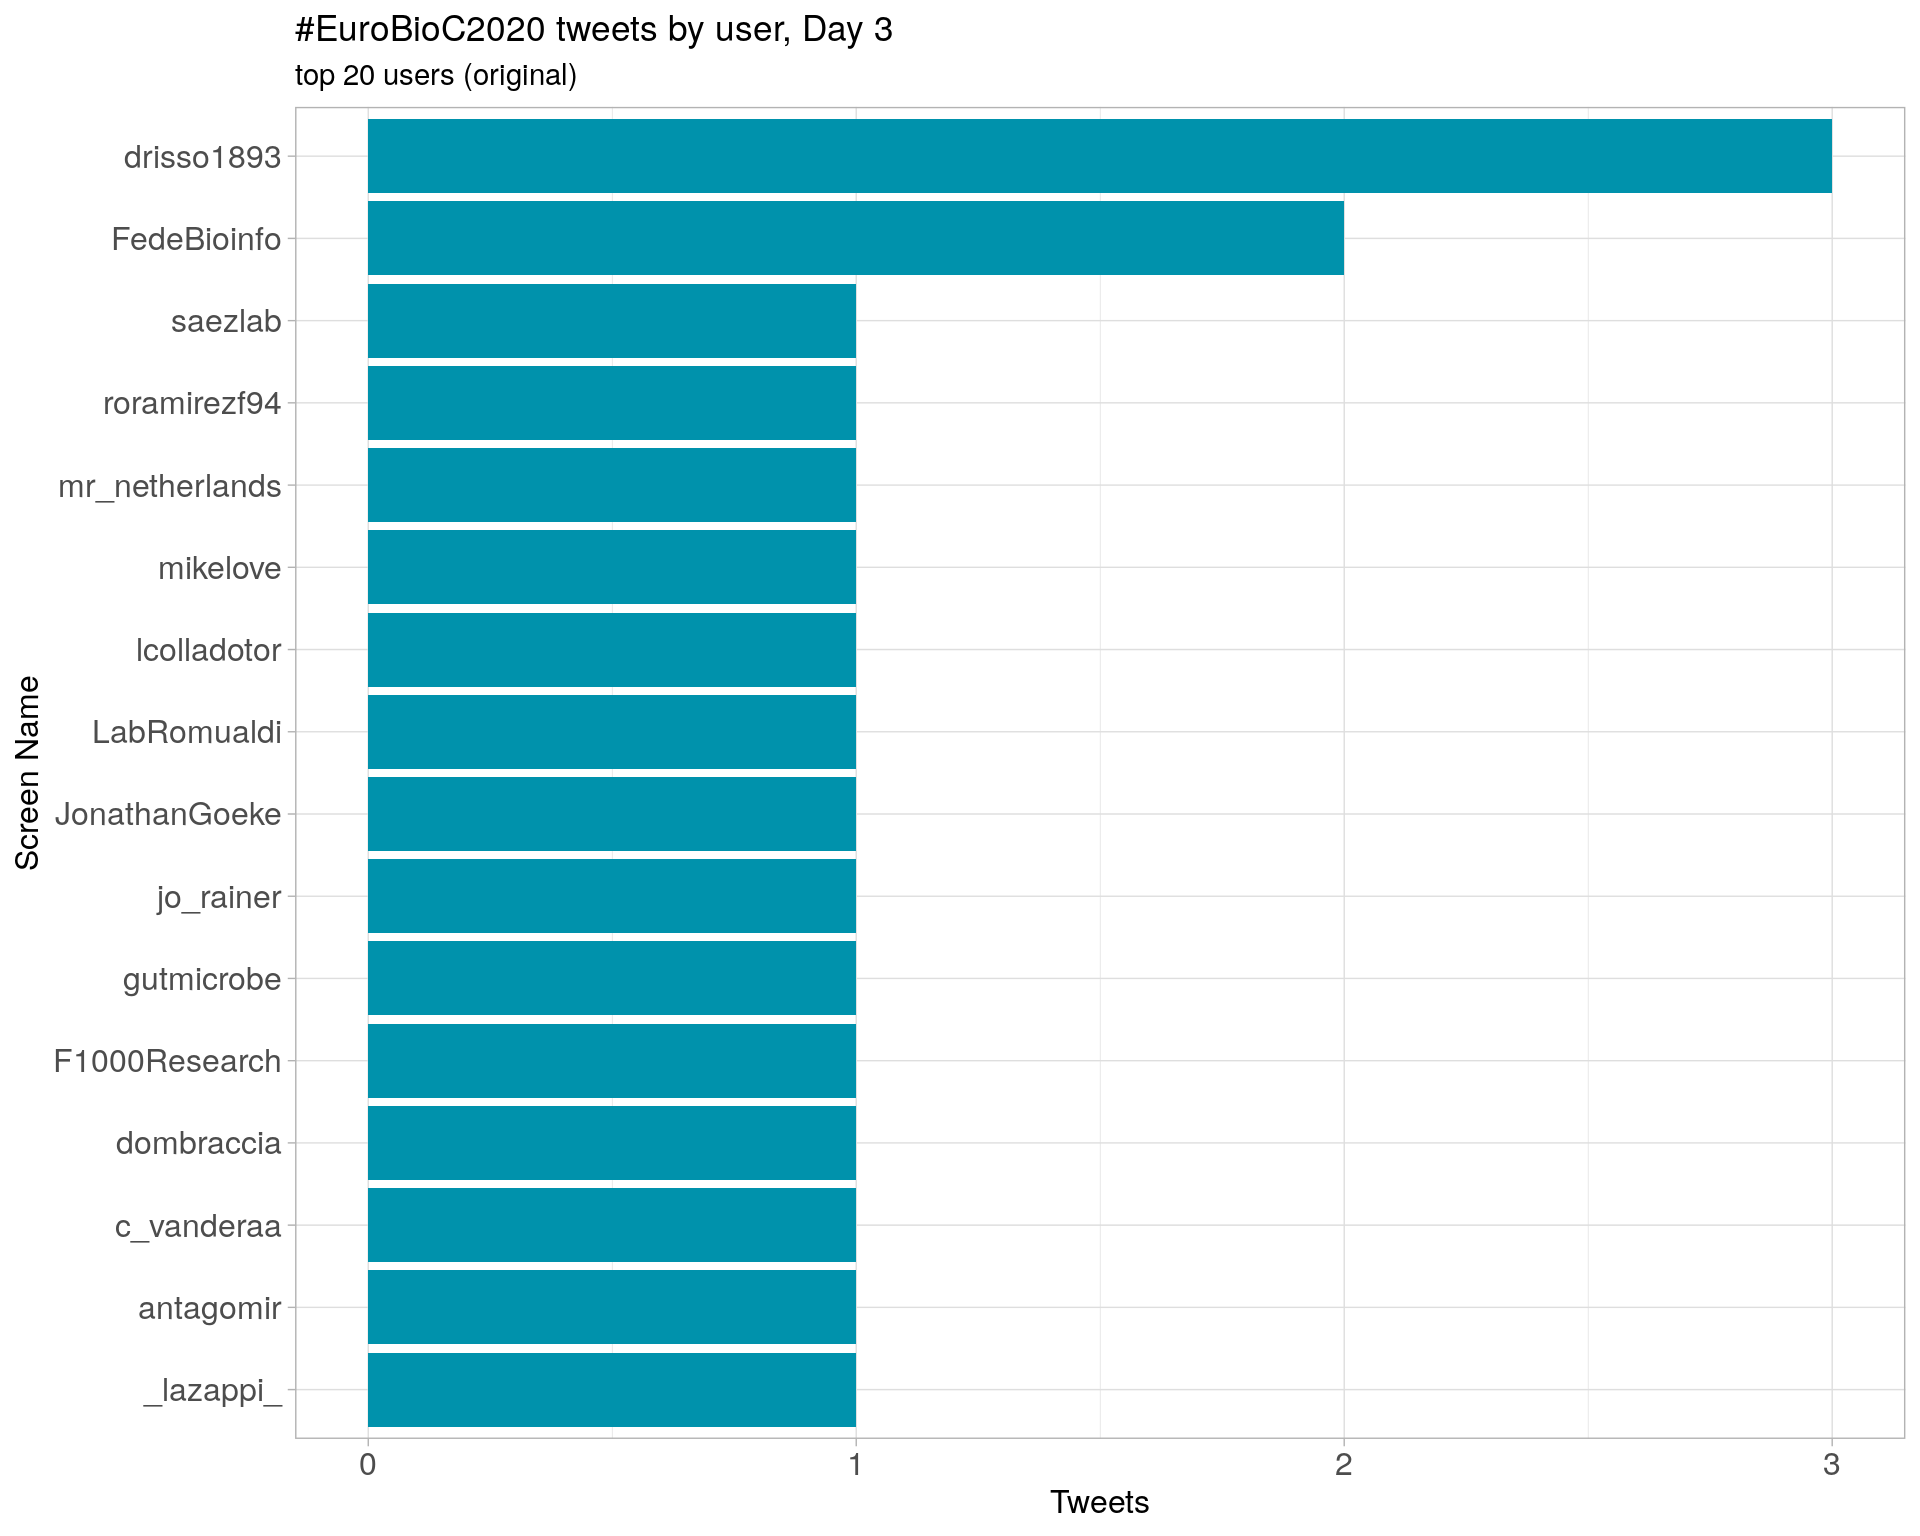 #EuroBioC2020 tweets by user, Day 3
top 20 users (original)
drisso1893
FedeBioinfo
saezlab
roramirezf94
mr_netherlands
mikelove
lcolladotor
LabRomualdi
JonathanGoeke
jo_rainer
gutmicrobe
F1000Research
dombraccia
c_vanderaa
antagomir
_lazappi_
Screen Name
0 1 2 3
Tweets